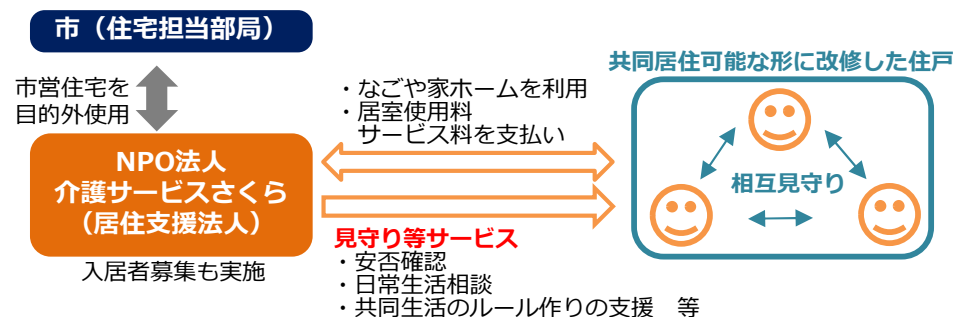 市（住宅担当部局）
市営住宅を
目的外使用
NPO法人
介護サービスさくら
（居住支援法人）
入居者募集も実施
・なごや家ホームを利用
・居室使用料
サービス料を支払い
見守り等サービス
・安否確認
・日常生活相談
・共同生活のルール作りの支援　等
共同居住可能な形に改修した住戸
相互見守り